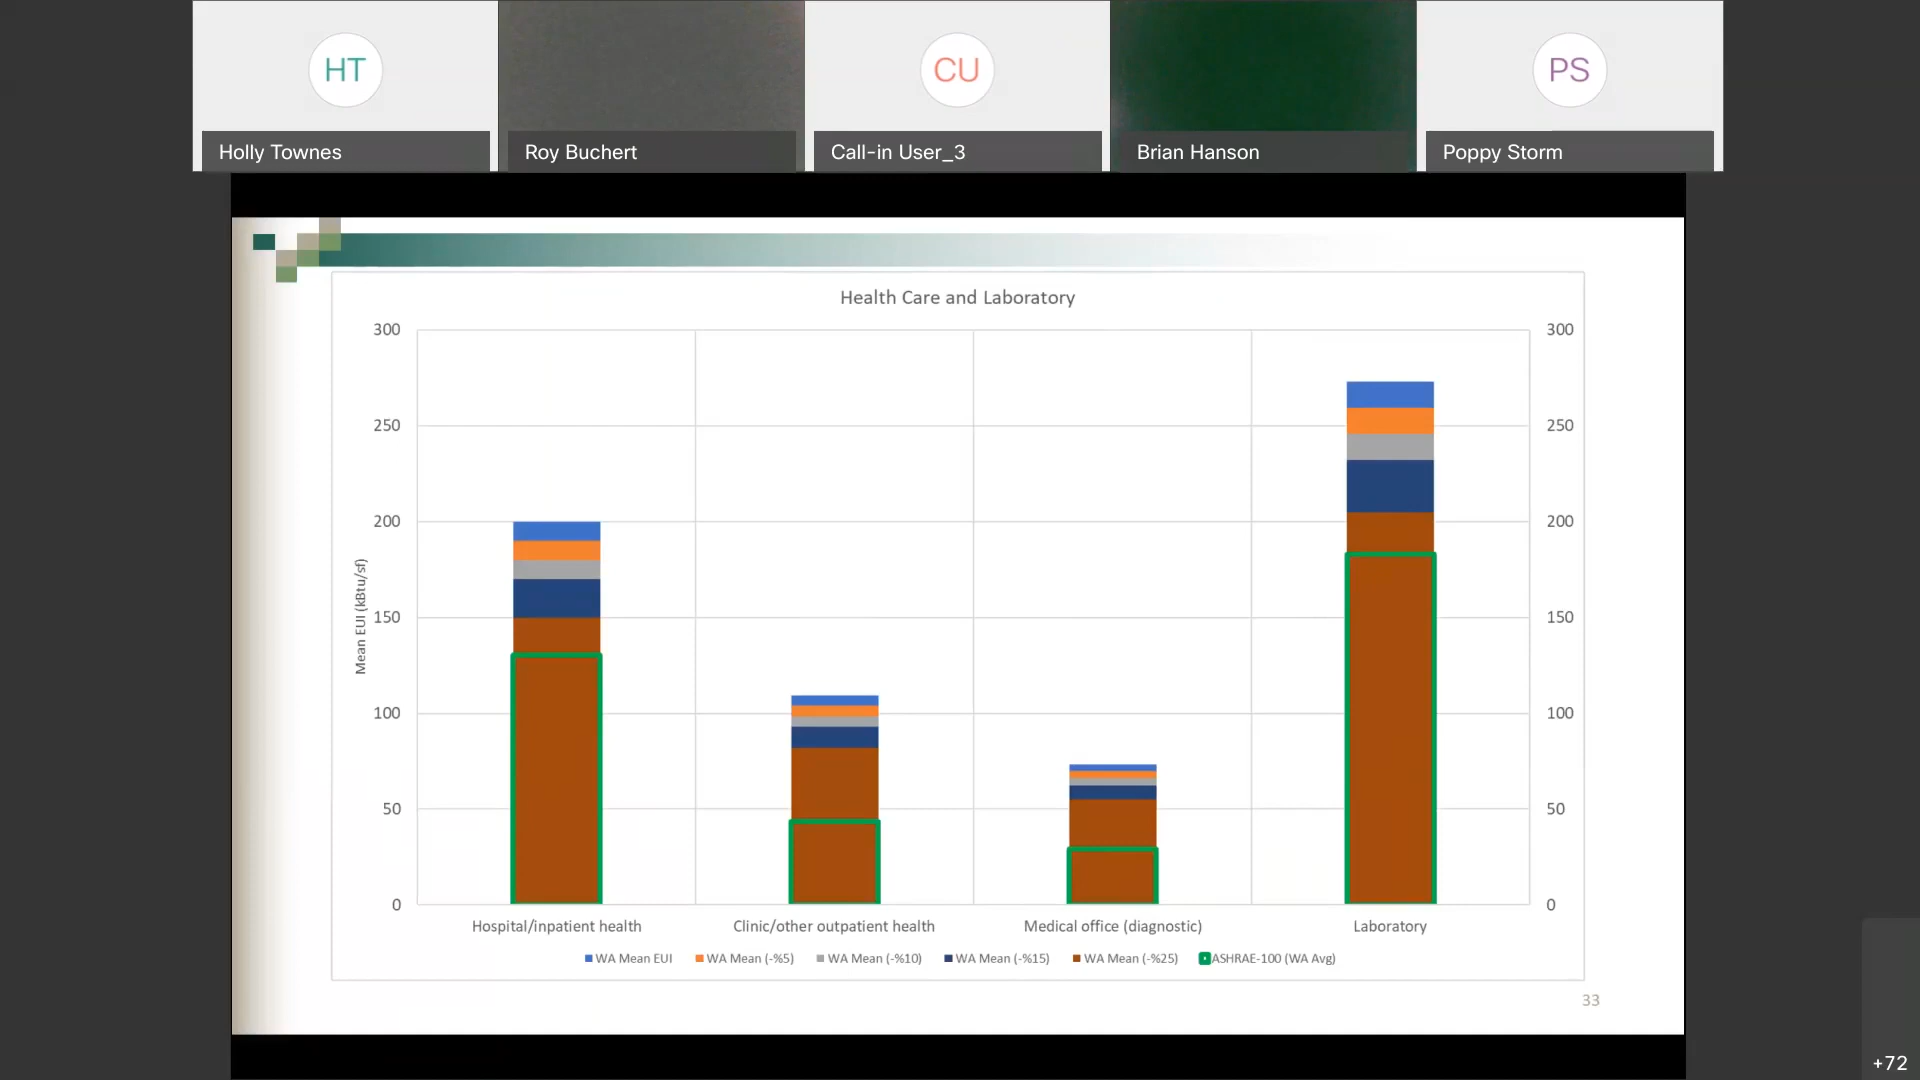 HT
CU
PS
Holly Townes
Roy Buchert
Call-in User_3
Brian Hanson
Poppy Storm
Health Care and Laboratory
300
300
250
250
200
200
150
150
100
100
50
50
0
0
Mean EUI (kBtu/sf)
Hospital/inpatient health
Clinic/other outpatient health
Medical office (diagnostic)
Laboratory
WA Mean EUI
WA Mean (-%5)
WA Mean (-%10)
WA Mean (-%15)
WA Mean (-%25)
ASHRAE-100 (WA Avg)
33
+72